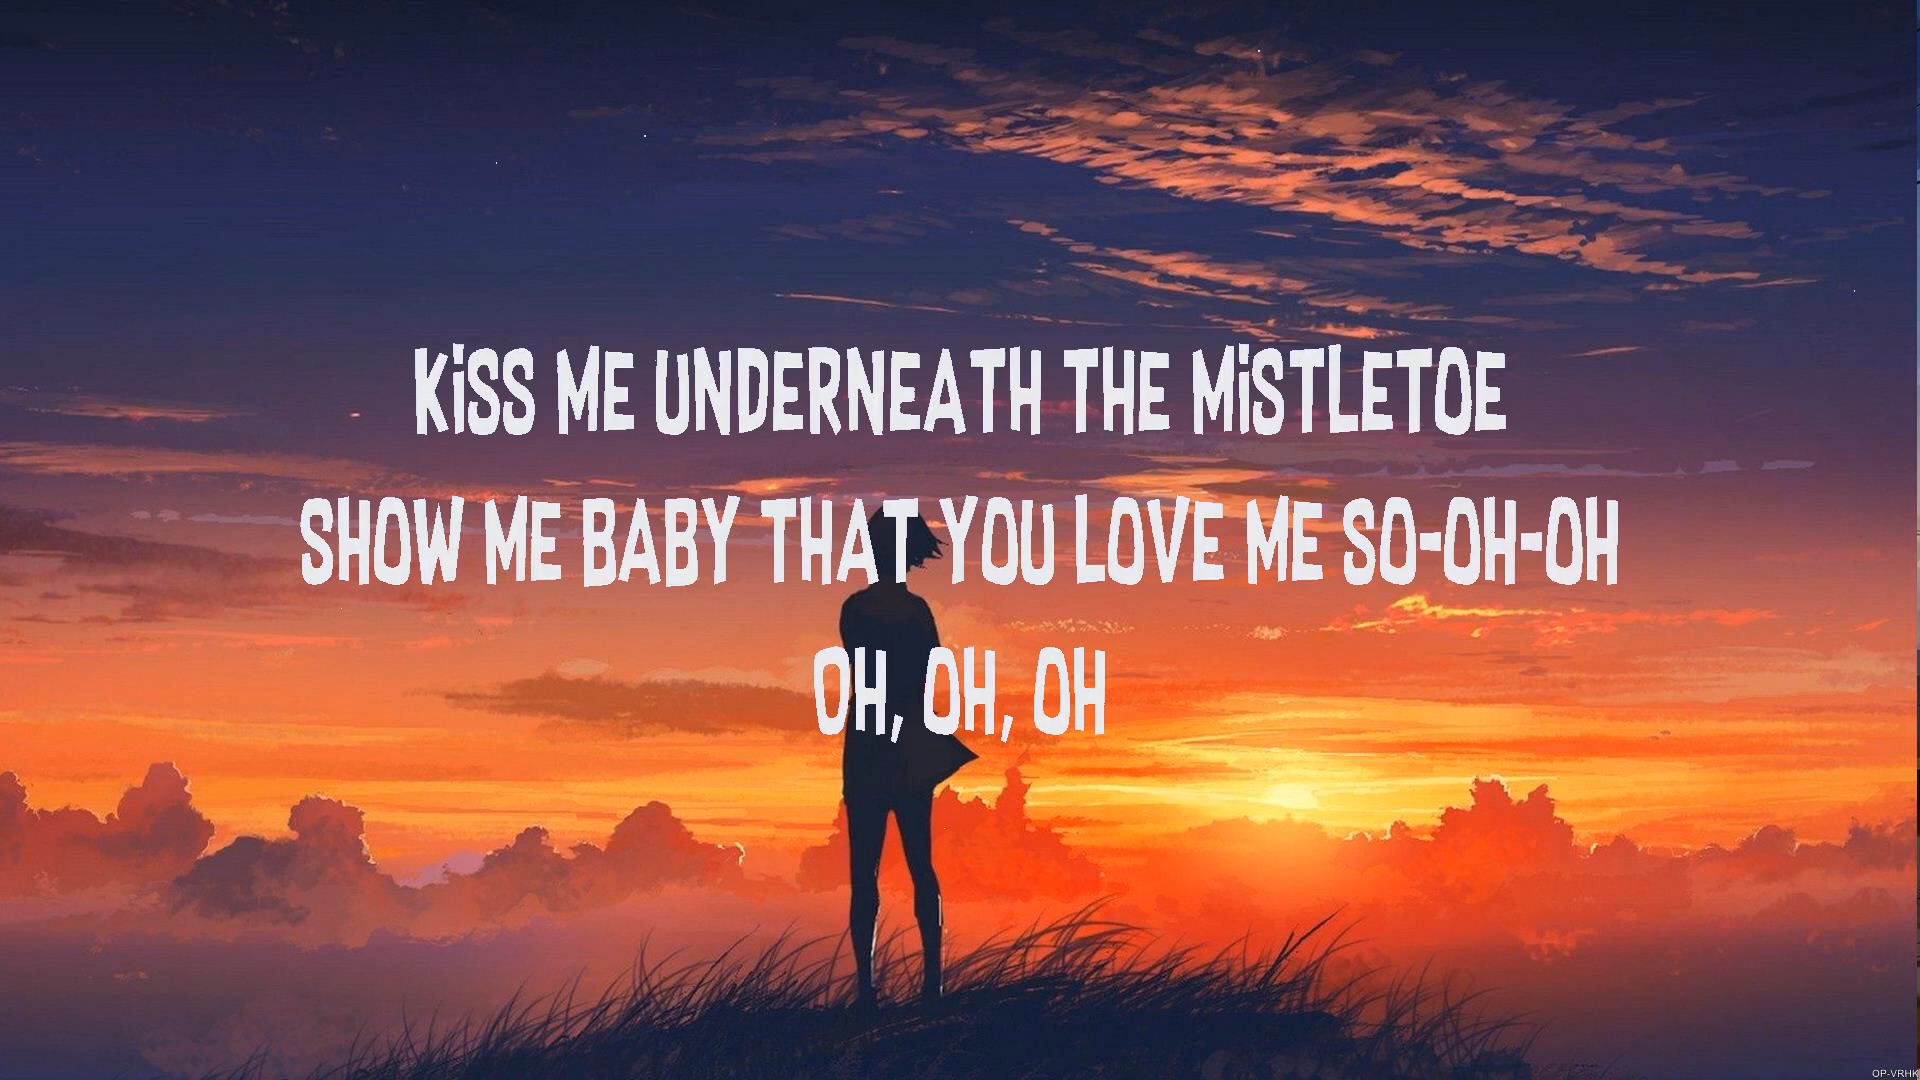 KiSS ME UNDERNEATH THE MiSTLETOE
SHOW ME BABY THAT YOU LOVE ME SO-OH-OH
OH, OH, OH
OP-VRHK